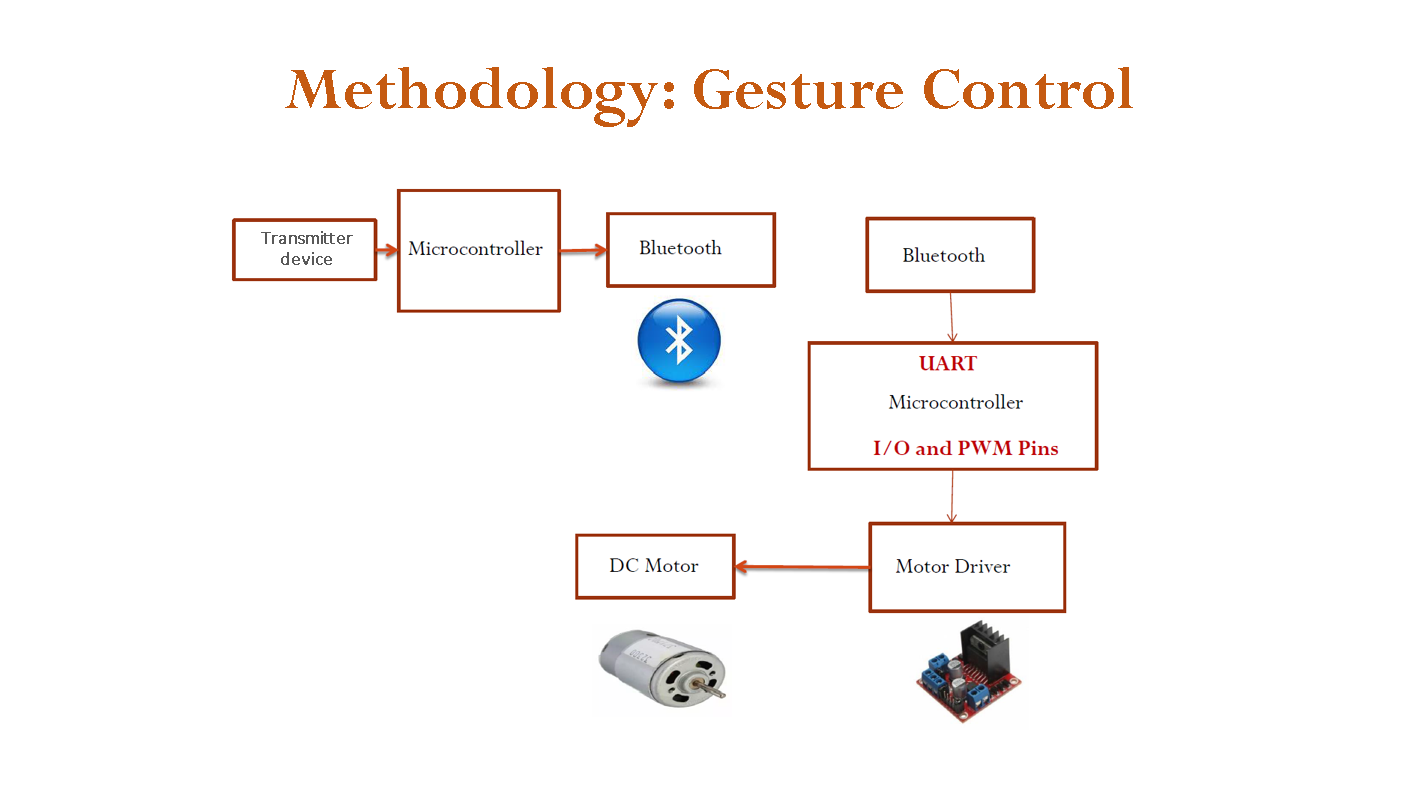 Methodology: Gesture Control
Transmitter
device
Microcontroller
Bluetooth
Bluetooth
UART
Microcontroller
I/O and PWM Pins
DC Motor
Motor Driver